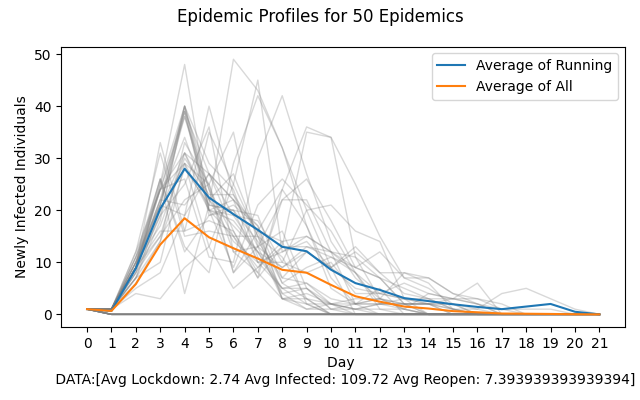 Epidemic Profiles for 50 Epidemics
Average of Running
Average of All
Newly Infected Individuals
50
40
30
20
10
0
0 1 2 3 4 5 6 7 8 9 10 11 12 13 14 15 16 17 18 19 20 21
Day
DATA:[Avg Lockdown: 2.74 Avg Infected: 109.72 Avg Reopen: 7.393939393939394]